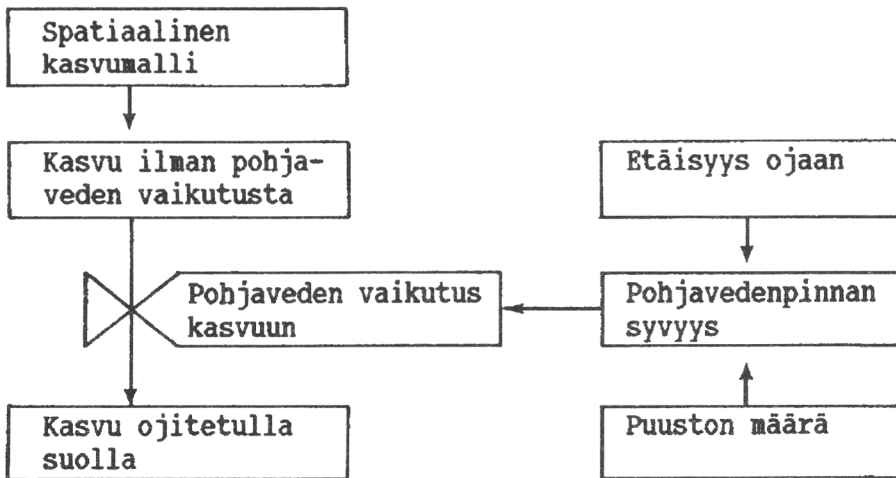 Spatiaalinen
kasvumalli
Kasvu ilman pohja-
veden vaikutusta
Etäisyys ojaan
Pohjaveden vaikutus
kasvuun
Pohjavedenpinnan
syvyys
Kasvu ojitetulla
suolla
Puuston määrä